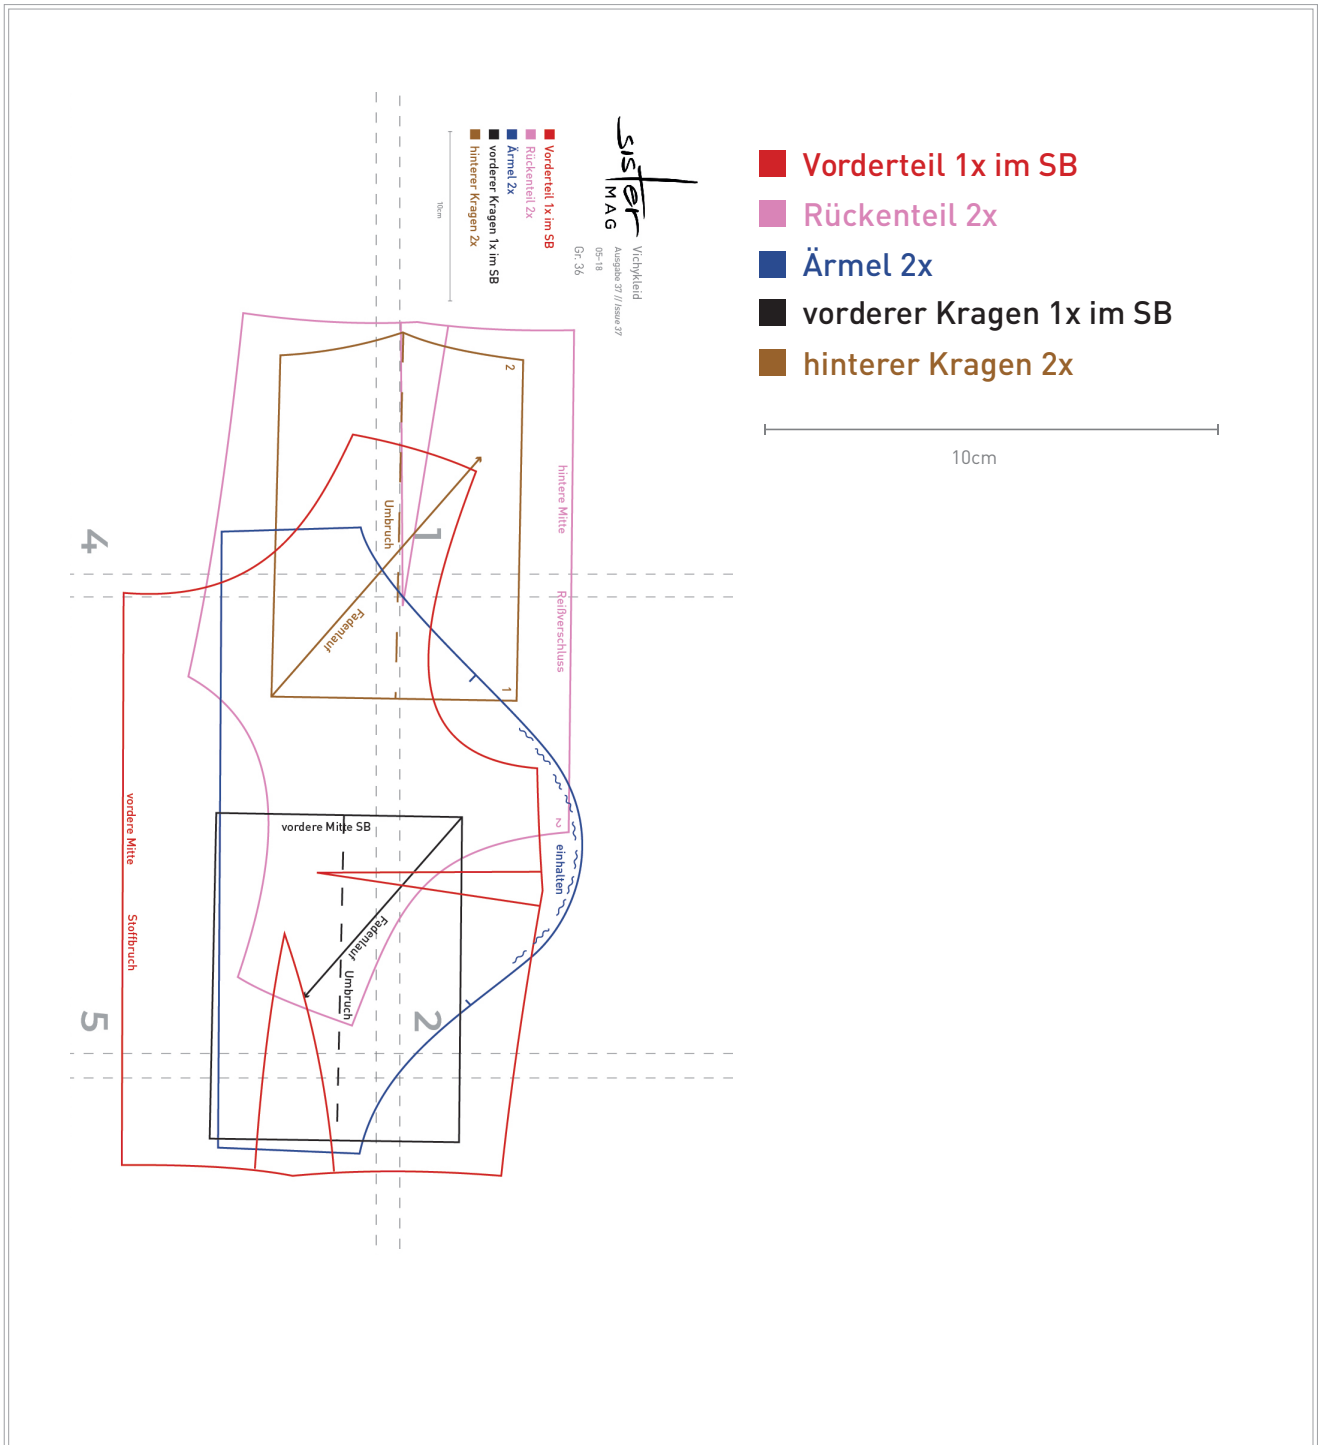 Vorderteil 1x im SB
Rückenteil 2x
Ärmel 2x
vorderer Kragen 1x im SB
hinterer Kragen 2x
10cm
sister
MAG
Vichykleid
Ausgabe 37 // Issue 37
05-18
Gr. 36
Vorderteil 1x im SB
Rückenteil 2x
Ärmel 2x
vorderer Kragen 1x im SB
hinterer Kragen 2x
10cm
2
hintere Mitte
Umbruch
1
4
Reißverschluss
Fadenlauf
1
vordere Mitte
vordere Mitte SB
2
einhalten
Stoffbruch
Fadenlauf
Umbruch
5
2